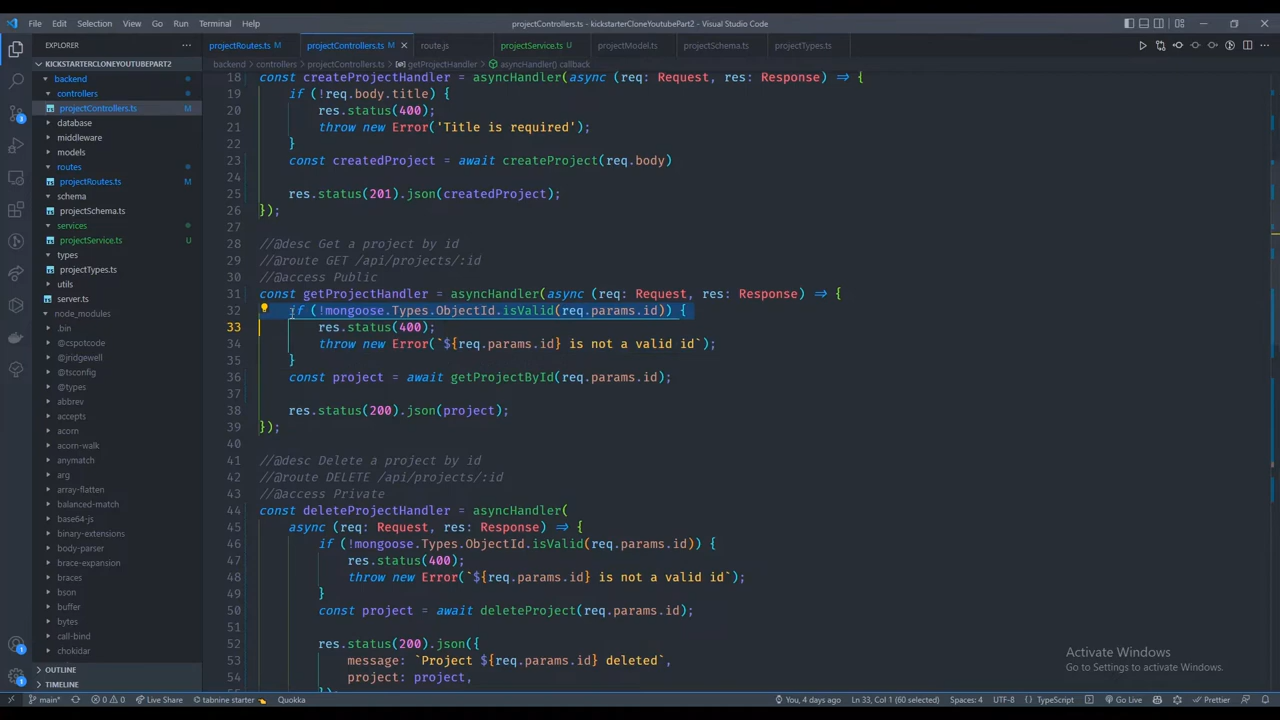 File Edit Selection View Go Run Terminal Help
projectControllers.ts - kickstarterCloneYoutubePart2 - Visual Studio Code
EXPLORER
projectRoutes.ts M
projectControllers.ts
route.js
projectService.ts U
projectModel.ts
projectSchema.ts
projectTypes.ts
backend > controllers > projectControllers.ts > getProjectHandler > asyncHandler() callback
KICKSTARTERCLONEYOUTUBEPART2
backend
controllers
projectControllers.ts M
database
middleware
models
routes
projectRoutes.ts M
schema
projectSchema.ts
services
projectService.ts U
types
projectTypes.ts
utils
server.ts
node_modules
.bin
@cspotcode
@jridgewell
@tsconfig
@types
abbrev
accepts
acorn
acorn-walk
anymatch
arg
array-flatten
balanced-match
base64-js
binary-extensions
body-parser
brace-expansion
braces
bson
buffer
bytes
call-bind
chokidar
OUTLINE
TIMELINE
18 const createProjectHandler = asyncHandler(async (req: Request, res: Response) => {
19 if (!req.body.title) {
20 res.status(400);
21 throw new Error('Title is required');
22 }
23 const createdProject = await createProject(req.body)
24
25 res.status(201).json(createdProject);
26 });
27
28 //@desc Get a project by id
29 //@route GET /api/projects/:id
30 //@access Public
31 const getProjectHandler = asyncHandler(async (req: Request, res: Response) => {
32 if (!mongoose.Types.ObjectId.isValid(req.params.id)) {
33 res.status(400);
34 throw new Error(`${req.params.id} is not a valid id`);
35 }
36 const project = await getProjectById(req.params.id);
37
38 res.status(200).json(project);
39 });
40
41 //@desc Delete a project by id
42 //@route DELETE /api/projects/:id
43 //@access Private
44 const deleteProjectHandler = asyncHandler(
45 async (req: Request, res: Response) => {
46 if (!mongoose.Types.ObjectId.isValid(req.params.id)) {
47 res.status(400);
48 throw new Error(`${req.params.id} is not a valid id`);
49 }
50 const project = await deleteProject(req.params.id);
51
52 res.status(200).json({
53 message: `Project ${req.params.id} deleted`,
54 project: project,
Activate Windows
Go to Settings to activate Windows.
main* 0 0 Live Share tabnine starter Quokka
You, 4 days ago Ln 33, Col 1 (60 selected) Spaces: 4 UTF-8 {} TypeScript Go Live Prettier